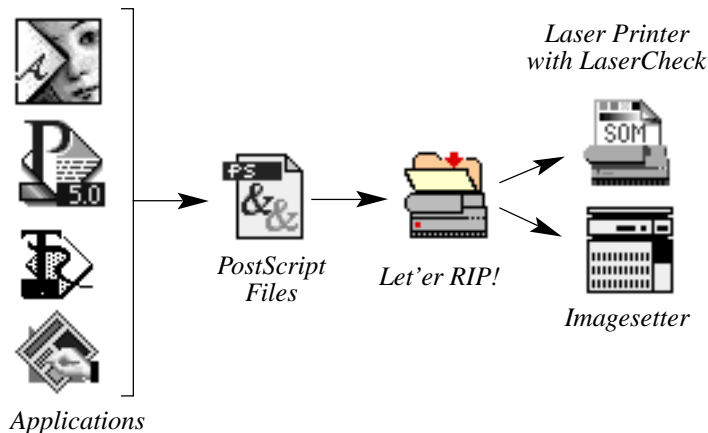 Laser Printer
with LaserCheck
A
P
5.0
PS
&&
SOM
PostScript
Files
Let'er RIP!
Imagesetter
Applications